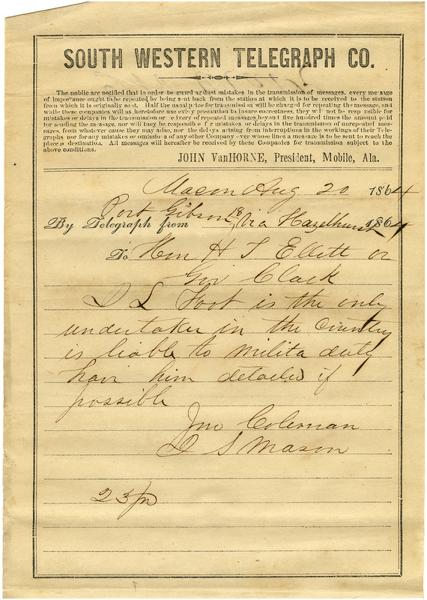 SOUTH WESTERN TELEGRAPH CO.
The public are notified that in order to guard against mistakes in the transmission of messages, every message
of importance ought to be repeated by being sent back from the station at which it is to be received to the station
from which it is originally sent. Half the usual price for transmission will be charged for repeating the message, and
while these companies will as heretofore use every precaution to insure correctness, they will not be responsible for
mistakes or delays in the transmission or delivery of repeated messages beyond five hundred times the amount paid
for sending the message, nor will they be responsible for mistakes or delays in the transmission of unrepeated messages,
from whatever cause they may arise, nor the delays arising from interruptions in the workings of their Telegraphs
nor for any mistakes or omissions of any other Company over whose lines a message is to be sent to reach the
place of destination. All messages will hereafter be received by these Companies for transmission subject to the
above conditions.
JOHN VanHORNE, President, Mobile, Ala.
Macon Aug 20 1864
By Telegraph from Port Gibson 18 Via Hazelhurst 1864
To Hon H T Ellett or
Gov Clark
D L Foot is the only
undertaker in the Country
is liable to milita duty
have him detailed if
possible
Jno Coleman
D S Mason
23/p